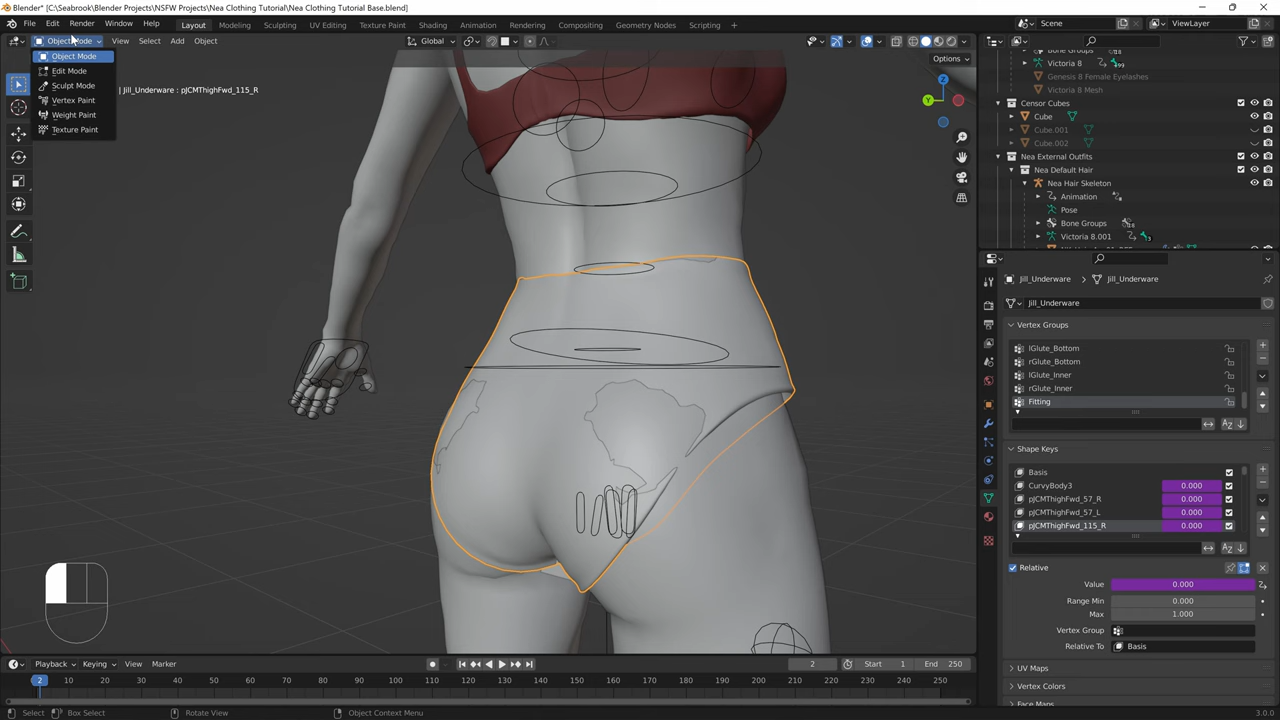 Blender* [C:\Seabrook\Blender Projects\NSFW Projects\Nea Clothing Tutorial\Nea Clothing Tutorial Base.blend]
File Edit Render Window Help Layout Modeling Sculpting UV Editing Texture Paint Shading Animation Rendering Compositing Geometry Nodes Scripting + Scene ViewLayer
Object Mode View Select Add Object Global
Object Mode
Edit Mode
Sculpt Mode
Vertex Paint
Weight Paint
Texture Paint
| Jill_Underware : pJCMThighFwd_115_R
Options
Z
Y
Bone Groups
Victoria 8
Genesis 8 Female Eyelashes
Victoria 8 Mesh
Censor Cubes
Cube
Cube.001
Cube.002
Nea External Outfits
Nea Default Hair
Nea Hair Skeleton
Animation
Pose
Bone Groups
Victoria 8.001
Jill_Underware > Jill_Underware
Jill_Underware
Vertex Groups
lGlute_Bottom
rGlute_Bottom
lGlute_Inner
rGlute_Inner
Fitting
Shape Keys
Basis
CurvyBody3 0.000
pJCMThighFwd_57_R 0.000
pJCMThighFwd_57_L 0.000
pJCMThighFwd_115_R 0.000
Relative
Value 0.000
Range Min 0.000
Max 1.000
Vertex Group
Relative To Basis
UV Maps
Vertex Colors
Face Maps
Playback Keying View Marker 2 Start 1 End 250
2 10 20 30 40 50 60 70 80 90 100 110 120 130 140 150 160 170 180 190 200 210 220 230 240 250
Select Box Select Rotate View Object Context Menu 3.0.0